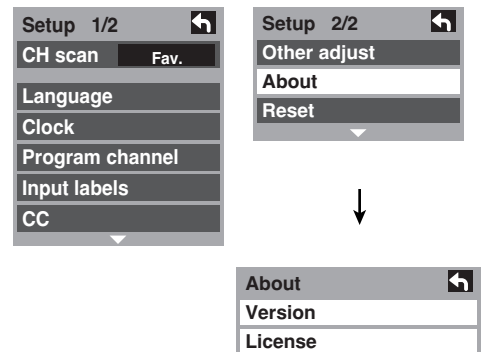 Setup 1/2
CH scan Fav.
Language
Clock
Program channel
Input labels
CC
Setup 2/2
Other adjust
About
Reset
About
Version
License